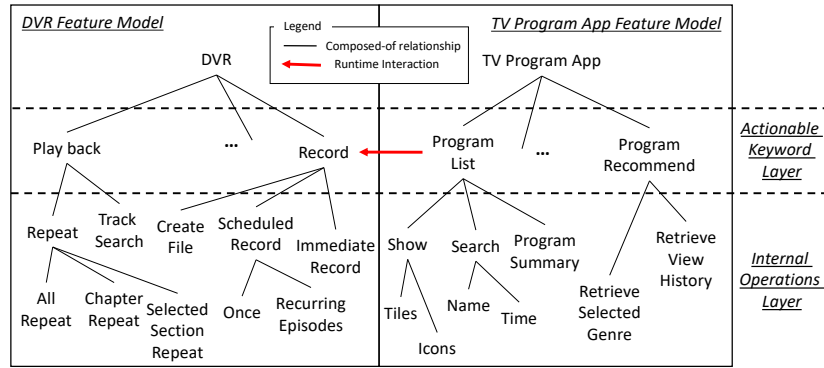 DVR Feature Model
Legend
Composed-of relationship
Runtime Interaction
TV Program App Feature Model
DVR
TV Program App
Play back
...
Record
Program
List
...
Program
Recommend
Actionable
Keyword
Layer
Repeat
Track
Search
Create
File
Scheduled
Record
Immediate
Record
Show
Search
Program
Summary
Retrieve
View
History
Internal
Operations
Layer
All
Repeat
Chapter
Repeat
Selected
Section
Repeat
Once
Recurring
Episodes
Tiles
Icons
Name
Time
Retrieve
Selected
Genre